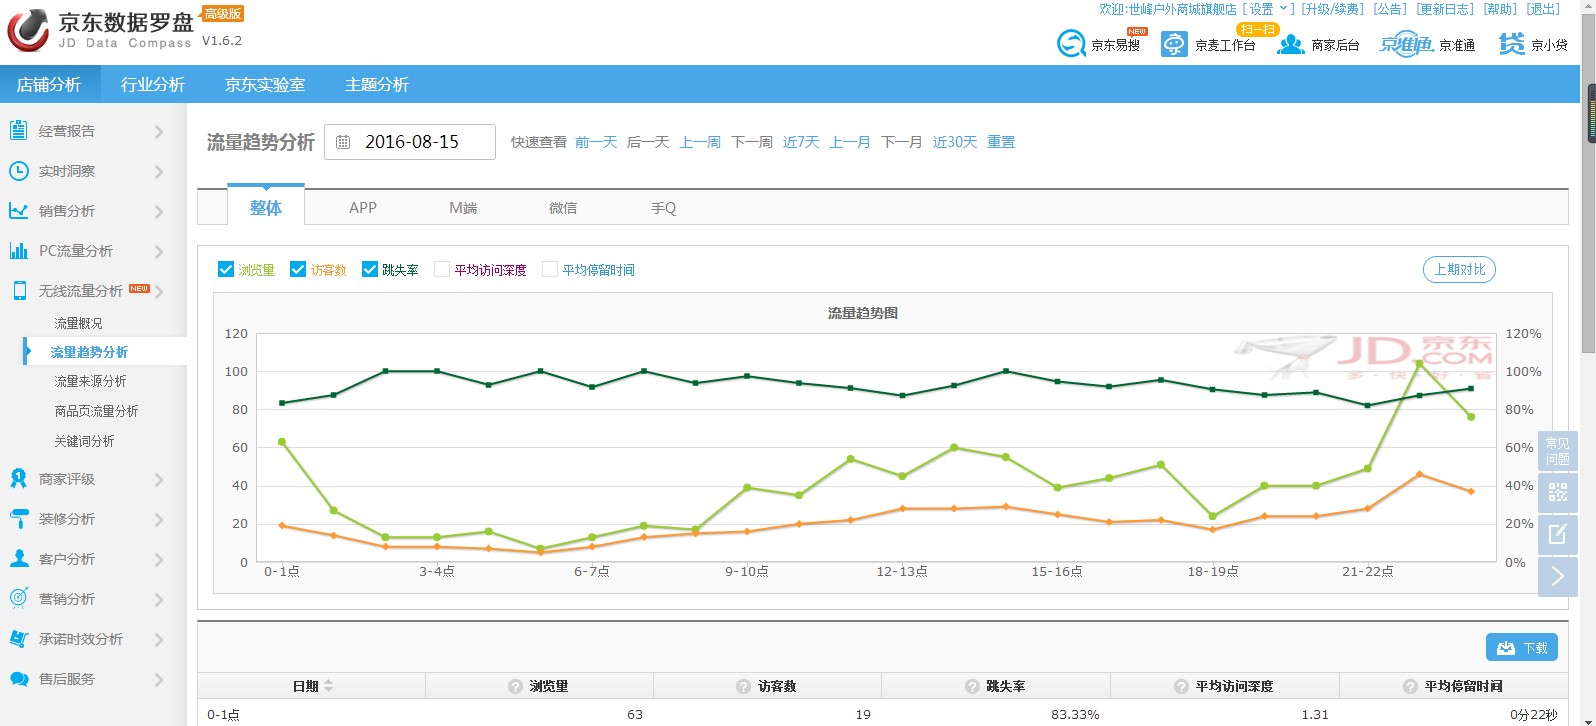 京东数据罗盘 高级版
JD Data Compass V1.6.2
欢迎:世峰户外商城旗舰店 [ 设置 ] [升级/续费] [公告] [更新日志] [帮助] [退出]
京东易搜 NEW
京麦工作台 扫一扫
商家后台
京准通 京准通
贷 京小贷
店铺分析 行业分析 京东实验室 主题分析
经营报告
实时洞察
销售分析
PC流量分析
无线流量分析 NEW
流量概况
流量趋势分析
流量来源分析
商品页流量分析
关键词分析
商家评级
装修分析
客户分析
营销分析
承诺时效分析
售后服务
流量趋势分析 2016-08-15 快速查看 前一天 后一天 上一周 下一周 近7天 上一月 下一月 近30天 重置
整体 APP M端 微信 手Q
浏览量 访客数 跳失率 平均访问深度 平均停留时间 上期对比
流量趋势图
JD 京东
.COM
多·快·好·省
120 120%
100 100%
80 80%
60 60%
40 40%
20 20%
0 0%
0-1点 3-4点 6-7点 9-10点 12-13点 15-16点 18-19点 21-22点
常见
问题
下载
日期 浏览量 访客数 跳失率 平均访问深度 平均停留时间
0-1点 63 19 83.33% 1.31 0分22秒